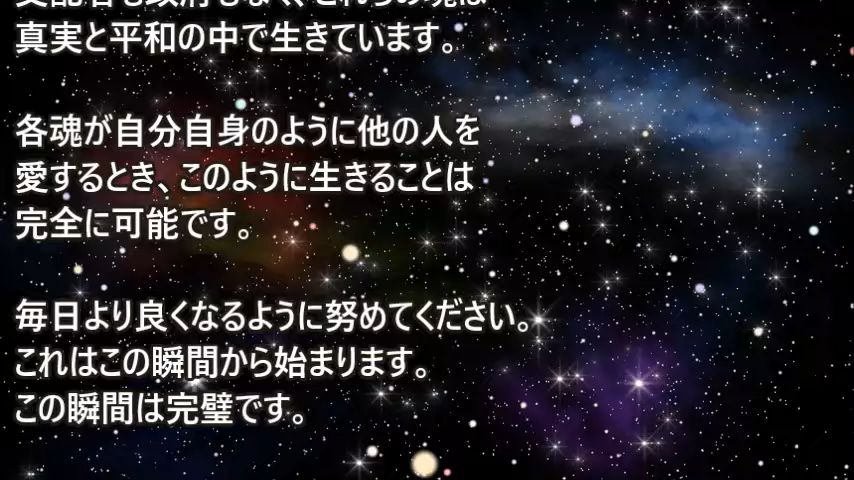 真実と平和の中で生きています。
各魂が自分自身のように他の人を
愛するとき、このように生きることは
完全に可能です。
毎日より良くなるように努めてください。
これはこの瞬間から始まります。
この瞬間は完璧です。